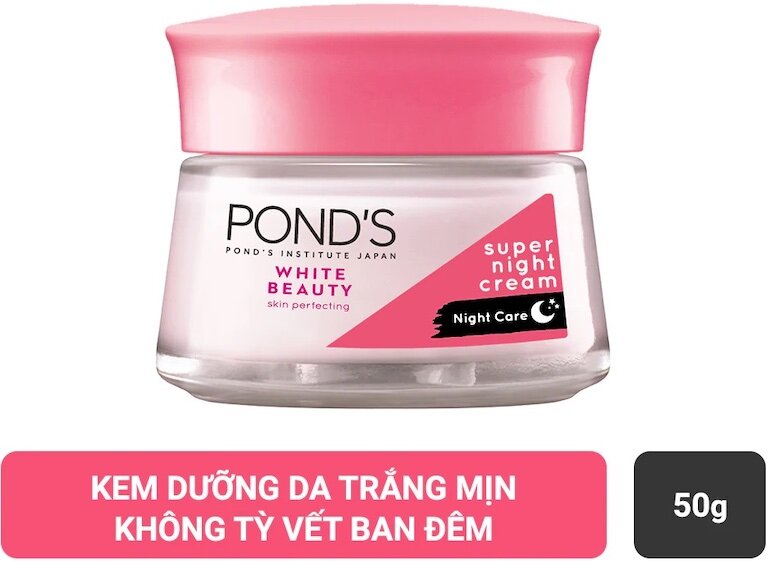 POND'S
POND'S INSTITUTE JAPAN
WHITE
BEAUTY
skin perfecting
super
night
cream
Night Care
KEM DƯỠNG DA TRẮNG MỊN
KHÔNG TỲ VẾT BAN ĐÊM
50g